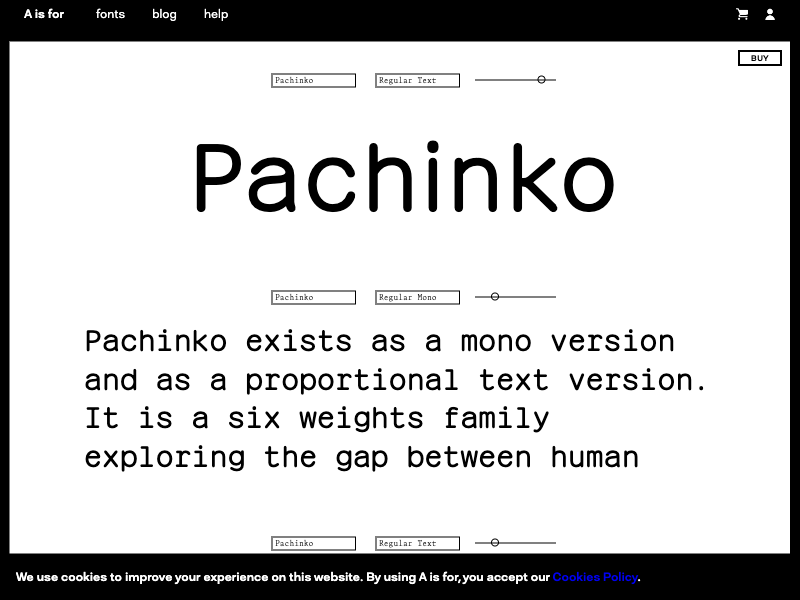 A is for fonts blog help
BUY
Pachinko Regular Text
Pachinko
Pachinko Regular Mono
Pachinko exists as a mono version
and as a proportional text version.
It is a six weights family
exploring the gap between human
Pachinko Regular Text
We use cookies to improve your experience on this website. By using A is for, you accept our Cookies Policy.